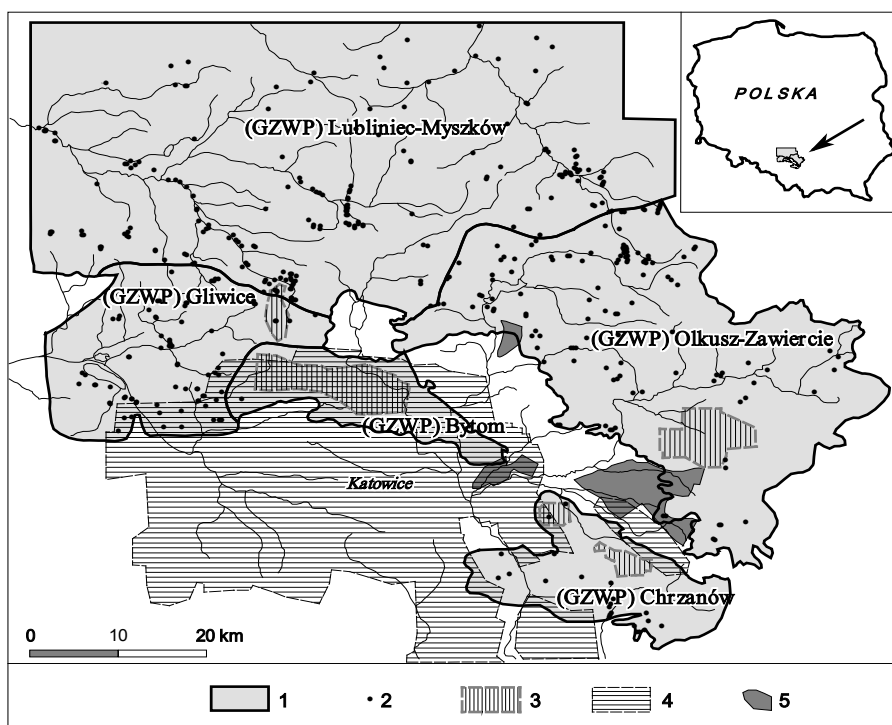 POLSKA
(GZWP) Lubliniec-Myszków
(GZWP) Gliwice
(GZWP) Olkusz-Zawiercie
(GZWP) Bytom
Katowice
(GZWP) Chrzanów
0 10 20 km
1 2 3 4 5